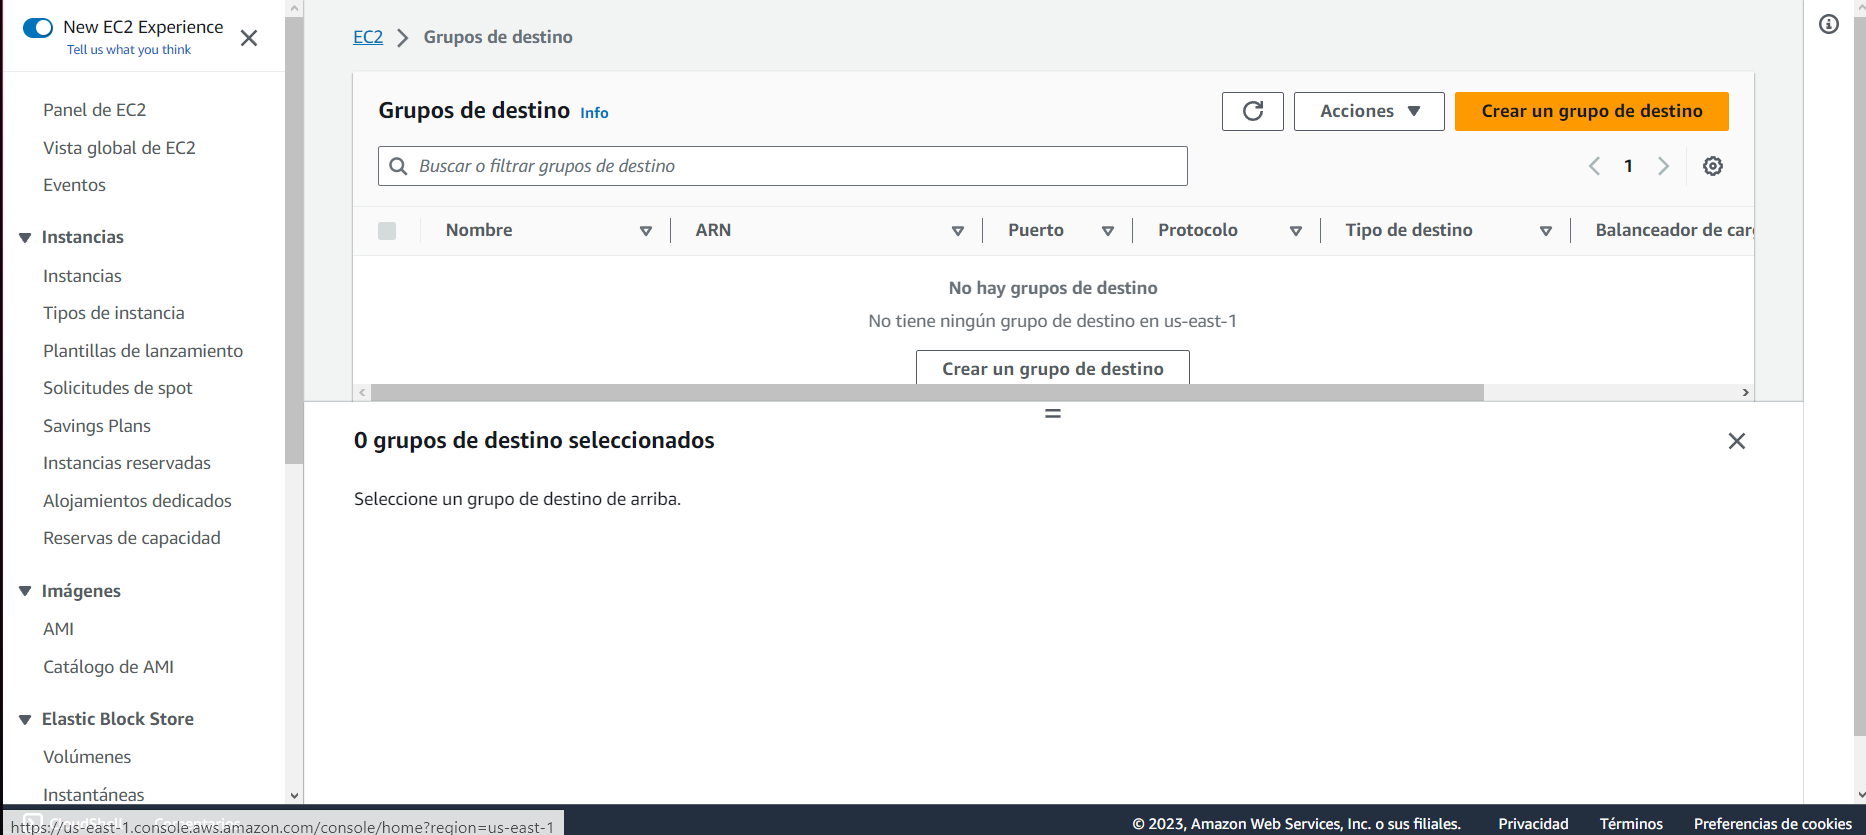 New EC2 Experience
Tell us what you think
Panel de EC2
Vista global de EC2
Eventos
Instancias
Instancias
Tipos de instancia
Plantillas de lanzamiento
Solicitudes de spot
Savings Plans
Instancias reservadas
Alojamientos dedicados
Reservas de capacidad
Imágenes
AMI
Catálogo de AMI
Elastic Block Store
Volúmenes
Instantáneas
EC2 > Grupos de destino
Grupos de destino Info
Acciones
Crear un grupo de destino
Buscar o filtrar grupos de destino
1
Nombre ARN Puerto Protocolo Tipo de destino Balanceador de car
No hay grupos de destino
No tiene ningún grupo de destino en us-east-1
Crear un grupo de destino
0 grupos de destino seleccionados
Seleccione un grupo de destino de arriba.
CloudShell Comentarios
https://us-east-1.console.aws.amazon.com/console/home?region=us-east-1
© 2023, Amazon Web Services, Inc. o sus filiales. Privacidad Términos Preferencias de cookies